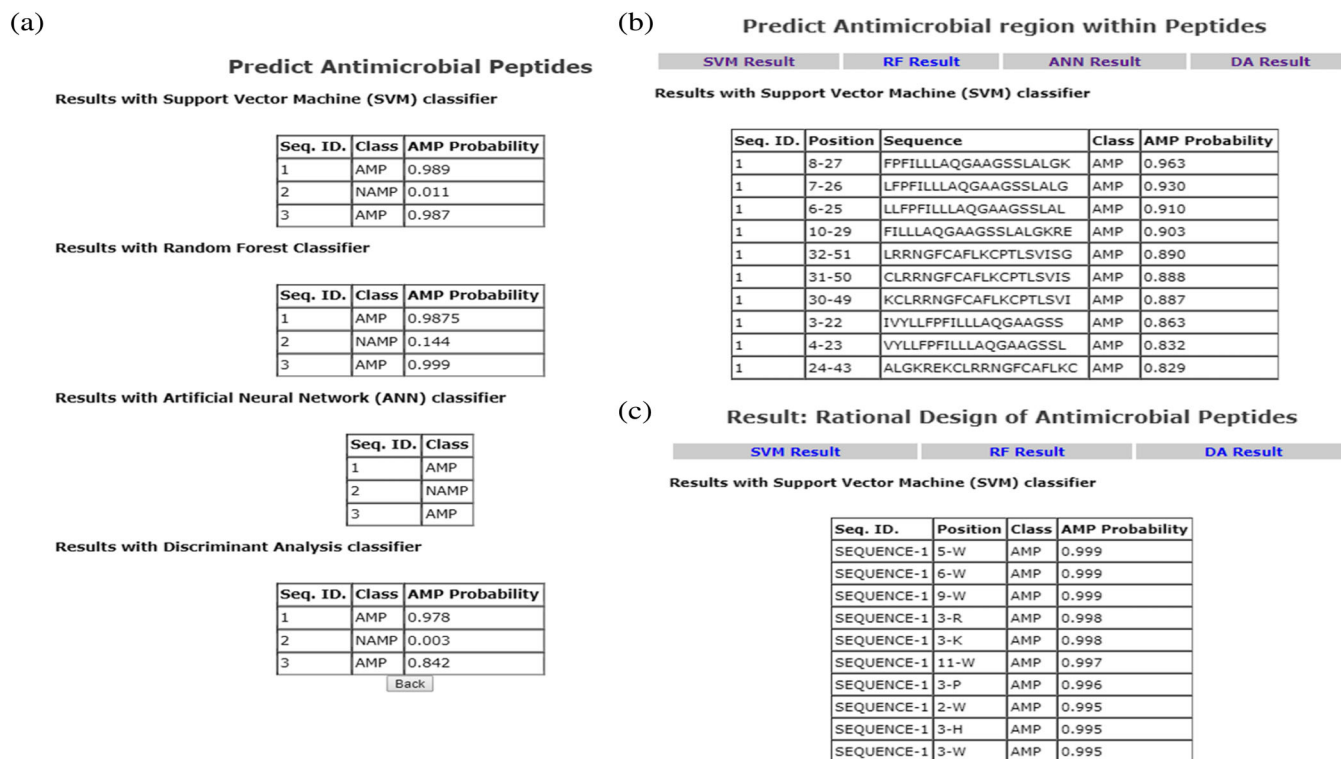 (a)
Predict Antimicrobial Peptides
Results with Support Vector Machine (SVM) classifier
Seq. ID. Class AMP Probability
1 AMP 0.989
2 NAMP 0.011
3 AMP 0.987
Results with Random Forest Classifier
Seq. ID. Class AMP Probability
1 AMP 0.9875
2 NAMP 0.144
3 AMP 0.999
Results with Artificial Neural Network (ANN) classifier
Seq. ID. Class
1 AMP
2 NAMP
3 AMP
Results with Discriminant Analysis classifier
Seq. ID. Class AMP Probability
1 AMP 0.978
2 NAMP 0.003
3 AMP 0.842
Back
(b)
Predict Antimicrobial region within Peptides
SVM Result RF Result ANN Result DA Result
Results with Support Vector Machine (SVM) classifier
Seq. ID. Position Sequence Class AMP Probability
1 8-27 FPFILLLAQGAAGSSLALGK AMP 0.963
1 7-26 LFPFILLLAQGAAGSSLALG AMP 0.930
1 6-25 LLFPFILLLAQGAAGSSLAL AMP 0.910
1 10-29 FILLLAQGAAGSSLALGKRE AMP 0.903
1 32-51 LRRNGFCAFLKCPTLSVISG AMP 0.890
1 31-50 CLRRNGFCAFLKCPTLSVIS AMP 0.888
1 30-49 KCLRRNGFCAFLKCPTLSVI AMP 0.887
1 3-22 IVYLLFPFILLLAQGAAGSS AMP 0.863
1 4-23 VYLLFPFILLLAQGAAGSSL AMP 0.832
1 24-43 ALGKREKCLRRNGFCAFLKC AMP 0.829
(c)
Result: Rational Design of Antimicrobial Peptides
SVM Result RF Result DA Result
Results with Support Vector Machine (SVM) classifier
Seq. ID. Position Class AMP Probability
SEQUENCE-1 5-W AMP 0.999
SEQUENCE-1 6-W AMP 0.999
SEQUENCE-1 9-W AMP 0.999
SEQUENCE-1 3-R AMP 0.998
SEQUENCE-1 3-K AMP 0.998
SEQUENCE-1 11-W AMP 0.997
SEQUENCE-1 3-P AMP 0.996
SEQUENCE-1 2-W AMP 0.995
SEQUENCE-1 3-H AMP 0.995
SEQUENCE-1 3-W AMP 0.995